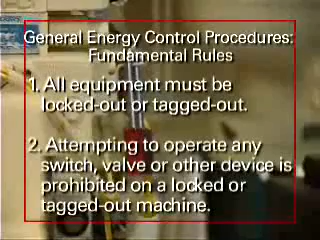 General Energy Control Procedures:
Fundamental Rules
1. All equipment must be
locked-out or tagged-out.
2. Attempting to operate any
switch, valve or other device is
prohibited on a locked or
tagged-out machine.